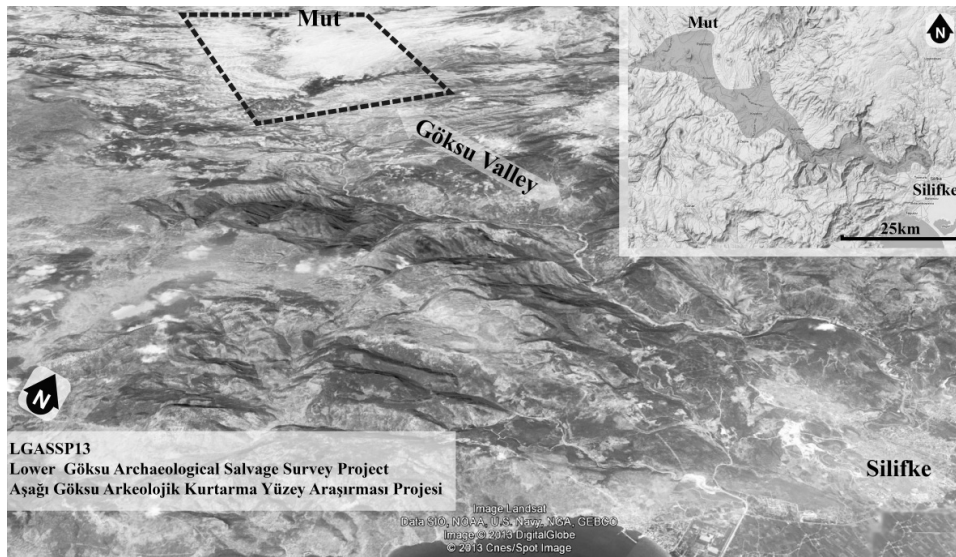 Mut
Göksu Valley
N
Mut
Silifke
25km
N
LGASSP13
Lower Göksu Archaeological Salvage Survey Project
Aşağı Göksu Arkeolojik Kurtarma Yüzey Araştırması Projesi
Silifke
Image Landsat
Data SIO, NOAA, U.S. Navy, NGA, GEBCO
Image © 2013 DigitalGlobe
© 2013 Cnes/Spot Image